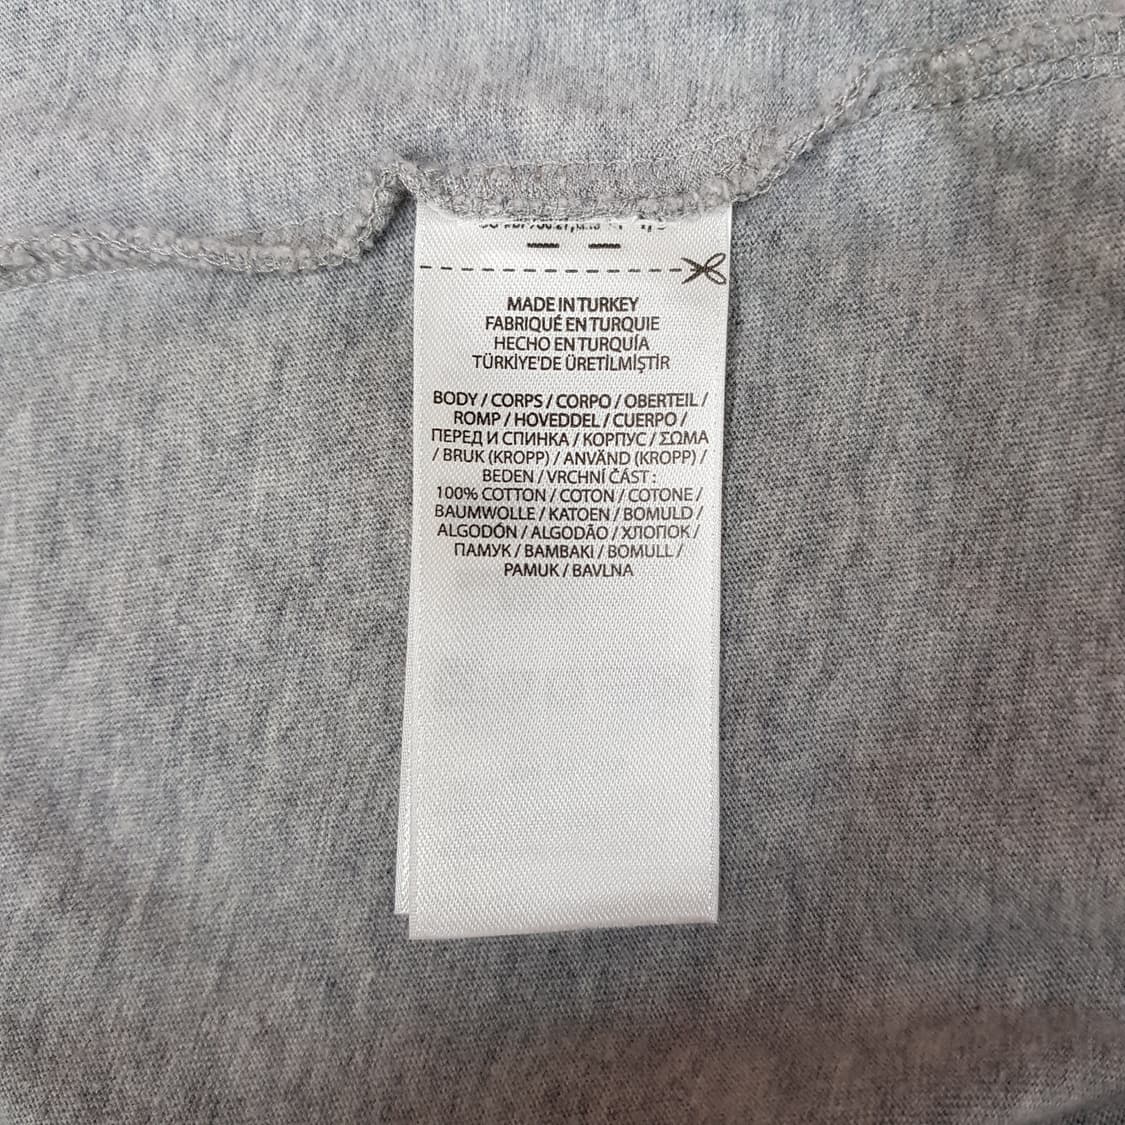 MADE IN TURKEY
FABRIQUÉ EN TURQUIE
HECHO EN TURQUÍA
TÜRKİYE'DE ÜRETİLMİŞTİR
BODY / CORPS / CORPO / OBERTEIL /
ROMP / HOVEDDEL / CUERPO /
ПЕРЕД И СПИНКА / КОРПУС / ΣΩΜΑ
/ BRUK (KROPP) / ANVÄND (KROPP) /
BEDEN / VRCHNÍ ČÁST :
100% COTTON / COTON / COTONE /
BAUMWOLLE / KATOEN / BOMULD /
ALGODÓN / ALGODÃO / ХЛОПОК /
ПАМУК / ΒΑΜΒΑΚΙ / BOMULL /
PAMUK / BAVLNA